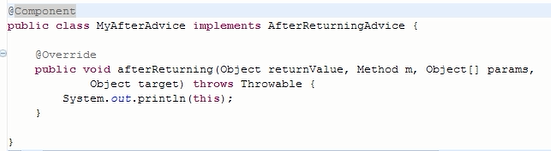 @Component
public class MyAfterAdvice implements AfterReturningAdvice {
@Override
public void afterReturning(Object returnValue, Method m, Object[] params,
Object target) throws Throwable {
System.out.println(this);
}
}